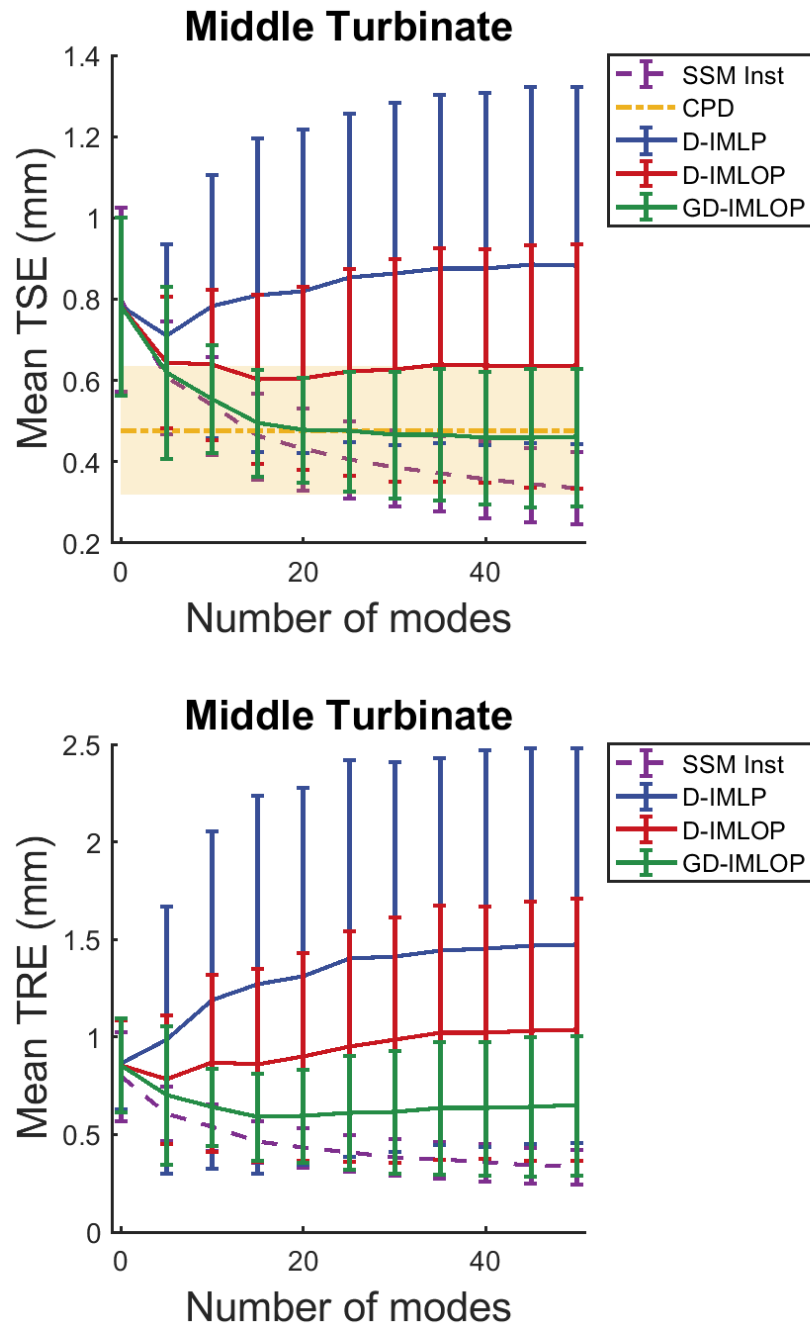 Middle Turbinate
1.4
1.2
1
0.8
0.6
0.4
0.2
Mean TSE (mm)
0
20
40
Number of modes
SSM Inst
CPD
D-IMLP
D-IMLOP
GD-IMLOP
Middle Turbinate
2.5
2
1.5
1
0.5
0
Mean TRE (mm)
0
20
40
Number of modes
SSM Inst
D-IMLP
D-IMLOP
GD-IMLOP